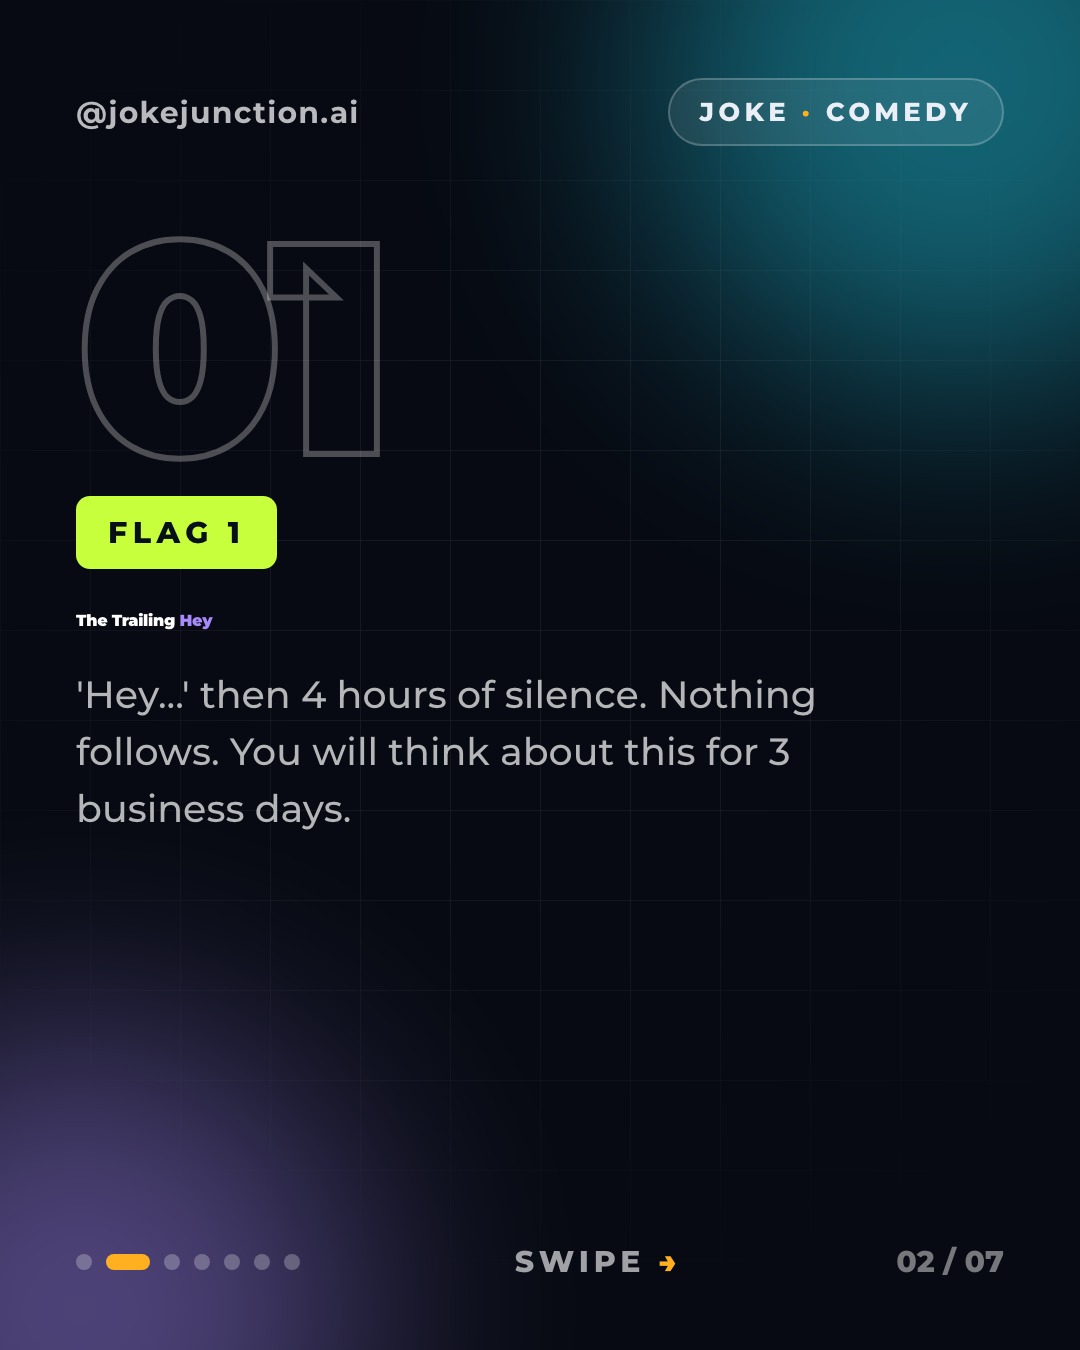 @jokejunction.ai
JOKE • COMEDY
01
FLAG 1
The Trailing Hey
'Hey...' then 4 hours of silence. Nothing
follows. You will think about this for 3
business days.
SWIPE →
02 / 07